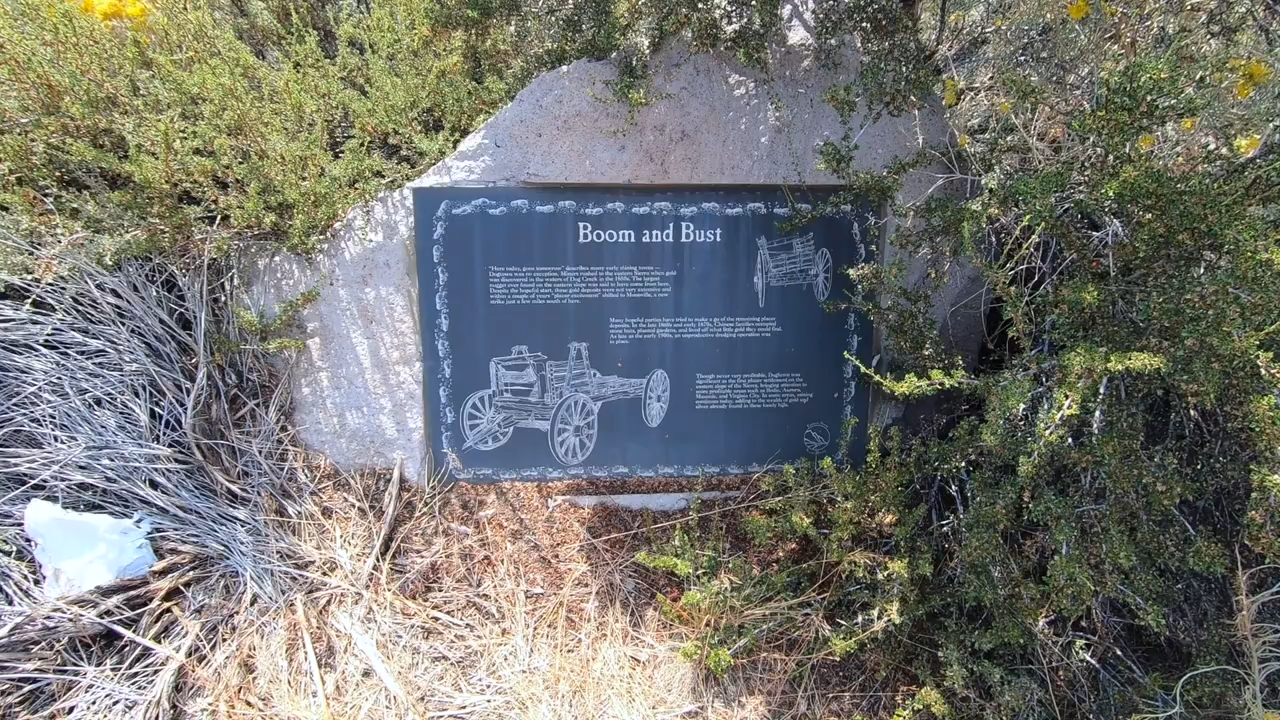 Boom and Bust
"Here today, gone tomorrow" describes many early mining towns —
Dogtown was no exception. Miners rushed to the eastern Sierra when gold
was discovered in the waters of Dog Creek in the 1850s. The largest
nugget ever found on the eastern slope was said to have come from here.
Despite the hopeful start, these gold deposits were not very extensive and
within a couple of years "placer excitement" shifted to Monoville, a new
strike just a few miles south of here.
Many hopeful parties have tried to make a go of the remaining placer
deposits. In the late 1860s and early 1870s, Chinese families occupied
stone huts, planted gardens, and lived off what little gold they could find.
As late as the early 1900s, an unproductive dredging operation was
in place.
Though never very profitable, Dogtown was
significant as the first placer settlement on the
eastern slope of the Sierra, bringing attention to
more profitable areas such as Bodie, Aurora,
Masonic, and Virginia City. In some areas, mining
continues today, adding to the wealth of gold and
silver already found in these lonely hills.